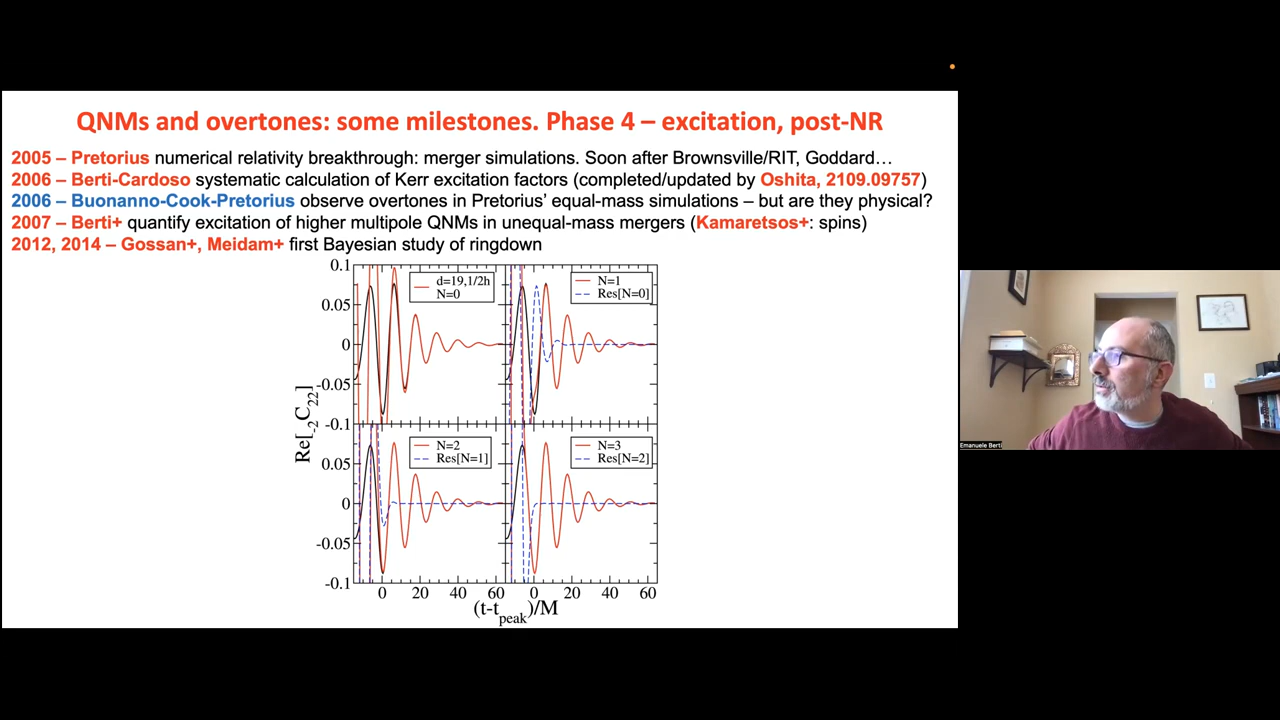 QNMs and overtones: some milestones. Phase 4 – excitation, post-NR
2005 – Pretorius numerical relativity breakthrough: merger simulations. Soon after Brownsville/RIT, Goddard…
2006 – Berti-Cardoso systematic calculation of Kerr excitation factors (completed/updated by Oshita, 2109.09757)
2006 – Buonanno-Cook-Pretorius observe overtones in Pretorius' equal-mass simulations – but are they physical?
2007 – Berti+ quantify excitation of higher multipole QNMs in unequal-mass mergers (Kamaretsos+: spins)
2012, 2014 – Gossan+, Meidam+ first Bayesian study of ringdown
0.1
0.05
0
-0.05
-0.1
d=19,1/2h
N=0
N=1
Res[N=0]
Re[-2C22]
0.05
0
-0.05
-0.1
N=2
Res[N=1]
N=3
Res[N=2]
0 20 40 60 0 20 40 60
(t-tpeak)/M
Emanuele Berti